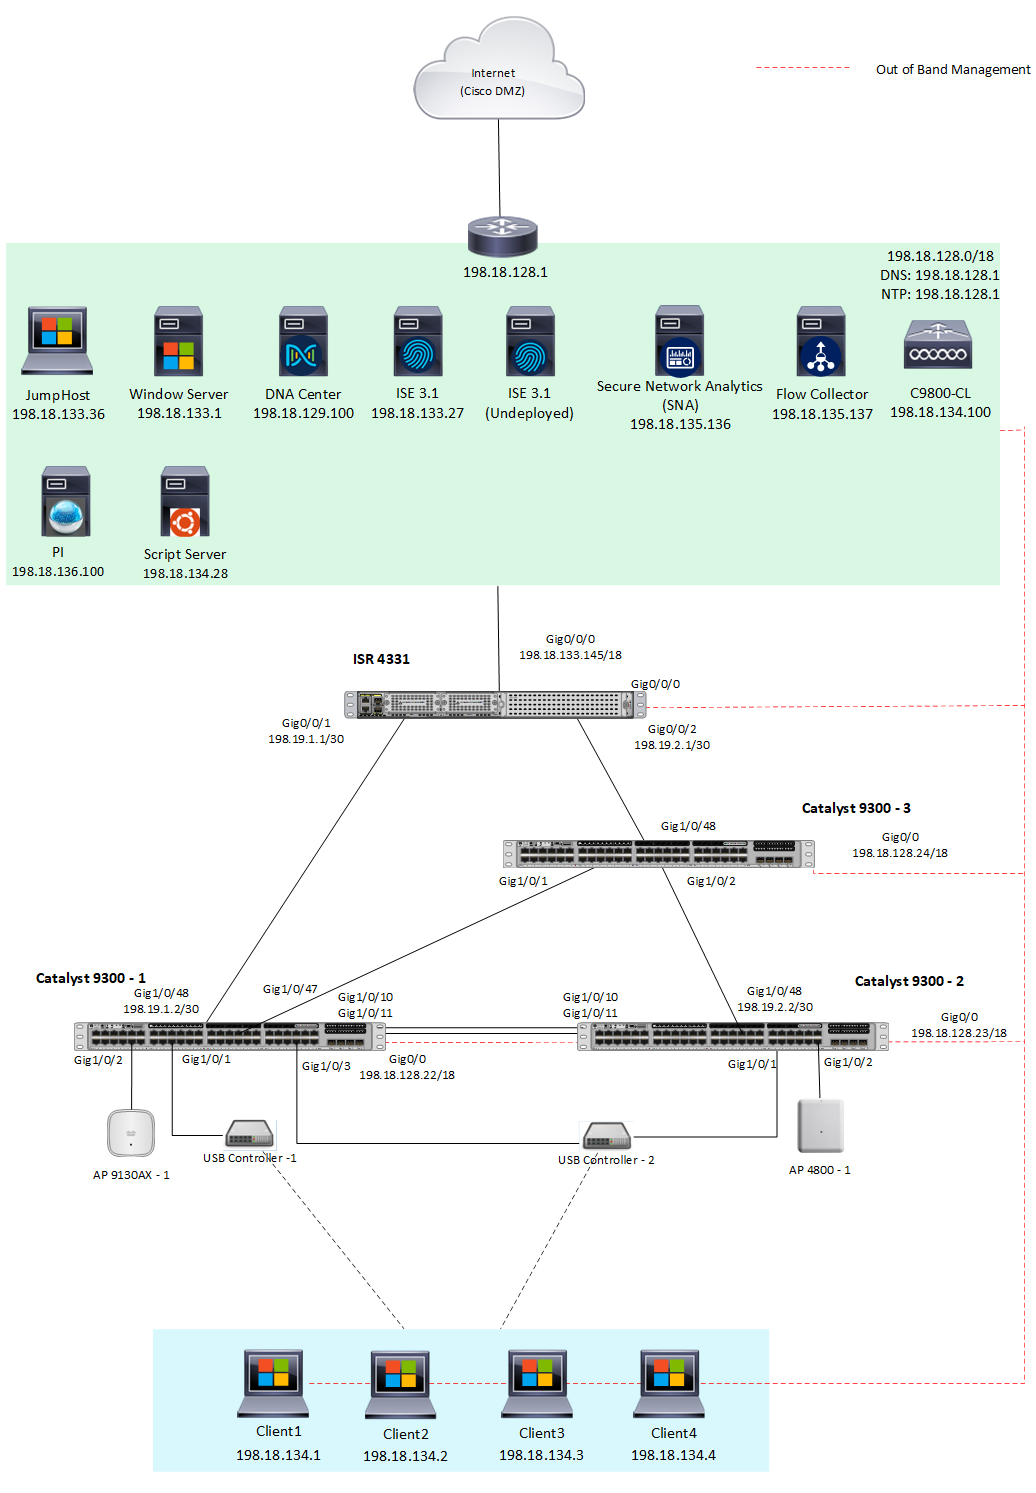 Internet
(Cisco DMZ)
Out of Band Management
198.18.128.1
198.18.128.0/18
DNS: 198.18.128.1
NTP: 198.18.128.1
JumpHost
198.18.133.36
Window Server
198.18.133.1
DNA Center
198.18.129.100
ISE 3.1
198.18.133.27
ISE 3.1
(Undeployed)
Secure Network Analytics
(SNA)
198.18.135.136
Flow Collector
198.18.135.137
C9800-CL
198.18.134.100
PI
198.18.136.100
Script Server
198.18.134.28
Gig0/0/0
198.18.133.145/18
ISR 4331
Gig0/0/0
Gig0/0/1
198.19.1.1/30
Gig0/0/2
198.19.2.1/30
Catalyst 9300 - 3
Gig1/0/48
Gig0/0
198.18.128.24/18
Gig1/0/1
Gig1/0/2
Catalyst 9300 - 1
Gig1/0/48
198.19.1.2/30
Gig1/0/47
Gig1/0/10
Gig1/0/11
Gig1/0/10
Gig1/0/11
Gig1/0/48
198.19.2.2/30
Catalyst 9300 - 2
Gig0/0
198.18.128.23/18
Gig1/0/2
Gig1/0/1
Gig1/0/3
Gig0/0
198.18.128.22/18
Gig1/0/1
Gig1/0/2
AP 9130AX - 1
USB Controller -1
USB Controller - 2
AP 4800 - 1
Client1
198.18.134.1
Client2
198.18.134.2
Client3
198.18.134.3
Client4
198.18.134.4